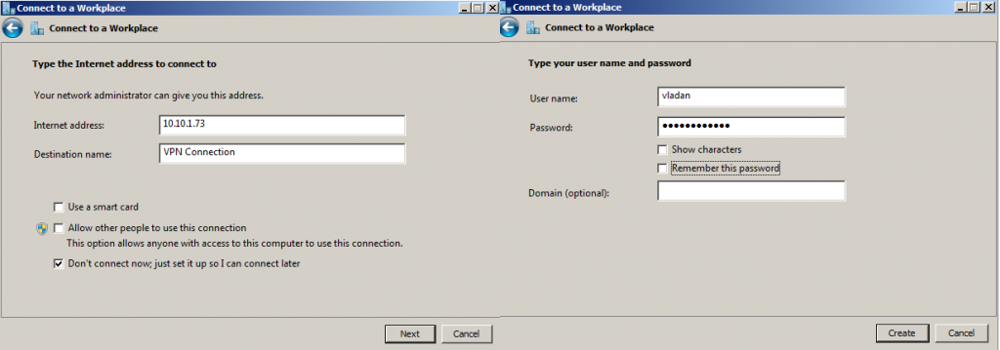 Connect to a Workplace
Connect to a Workplace
Type the Internet address to connect to
Your network administrator can give you this address.
Internet address:
10.10.1.73
Destination name:
VPN Connection
Use a smart card
Allow other people to use this connection
This option allows anyone with access to this computer to use this connection.
Don't connect now; just set it up so I can connect later
Next
Cancel
Connect to a Workplace
Connect to a Workplace
Type your user name and password
User name:
vladan
Password:
●●●●●●●●●●●●
Show characters
Remember this password
Domain (optional):
Create
Cancel